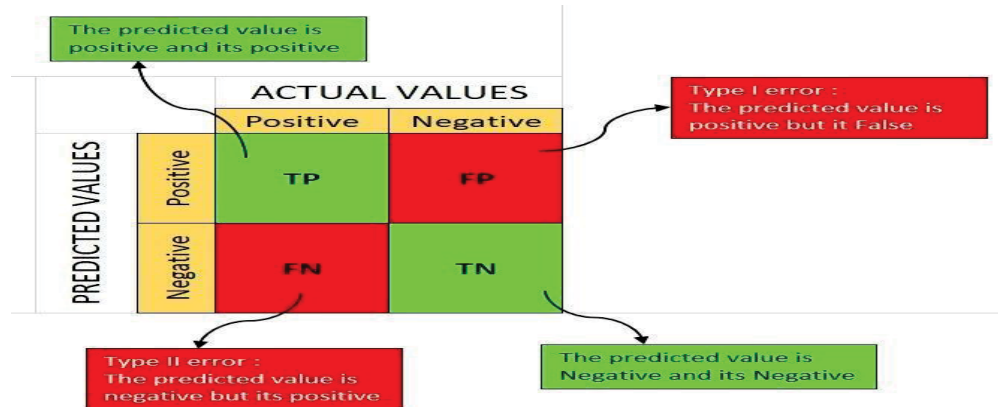 The predicted value is
positive and its positive
ACTUAL VALUES
Positive Negative
Type I error :
The predicted value is
positive but it False
PREDICTED VALUES
Positive
TP FP
Negative
FN TN
Type II error :
The predicted value is
negative but its positive
The predicted value is
Negative and its Negative